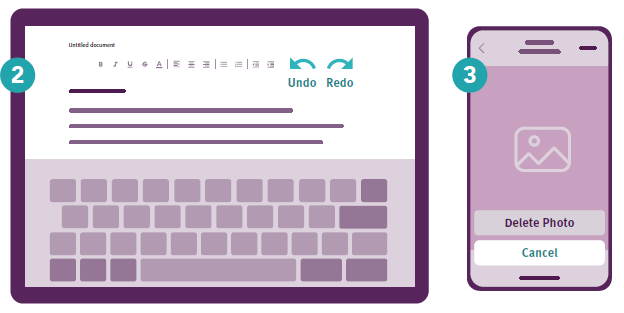 2
Untitled document
B I U S A
Undo Redo
3
Delete Photo
Cancel